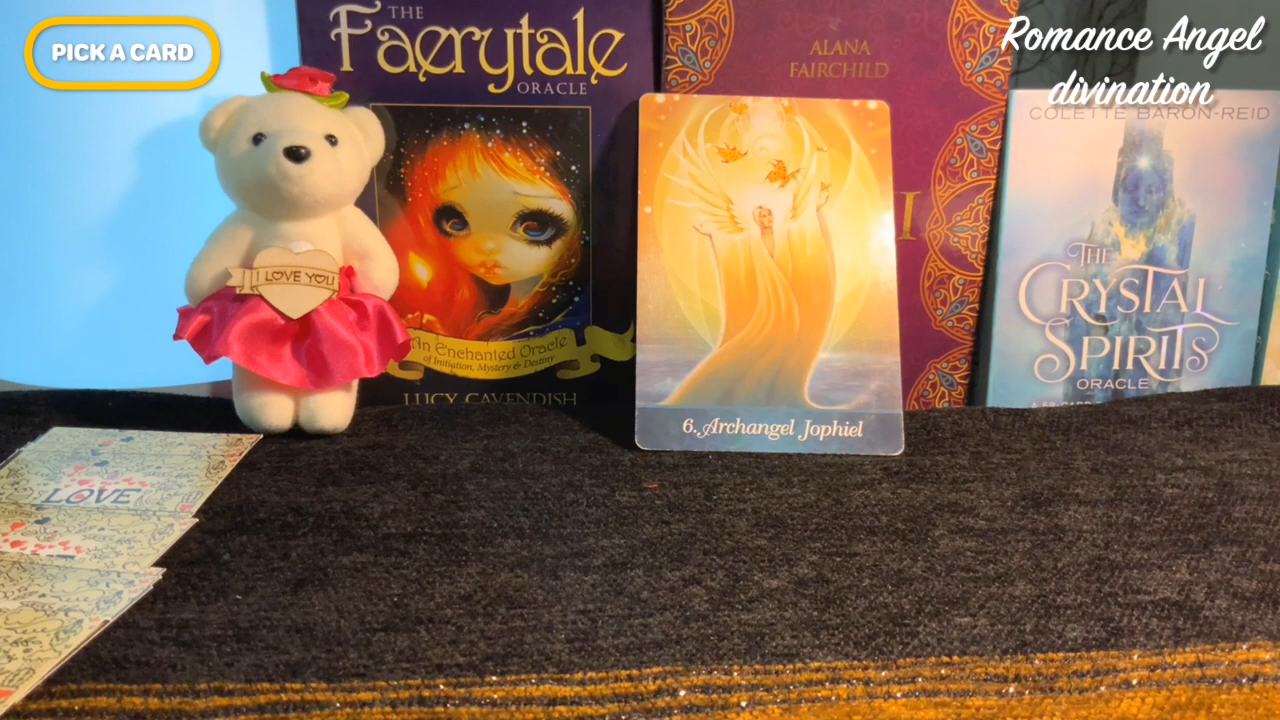 PICK A CARD
Romance Angel
divination
THE
Faerytale
ORACLE
An Enchanted Oracle
of Initiation, Mystery & Destiny
LUCY CAVENDISH
ALANA
FAIRCHILD
I
COLETTE BARON-REID
THE
CRYSTAL
SPIRITS
ORACLE
I LOVE YOU
6. Archangel Jophiel
LOVE